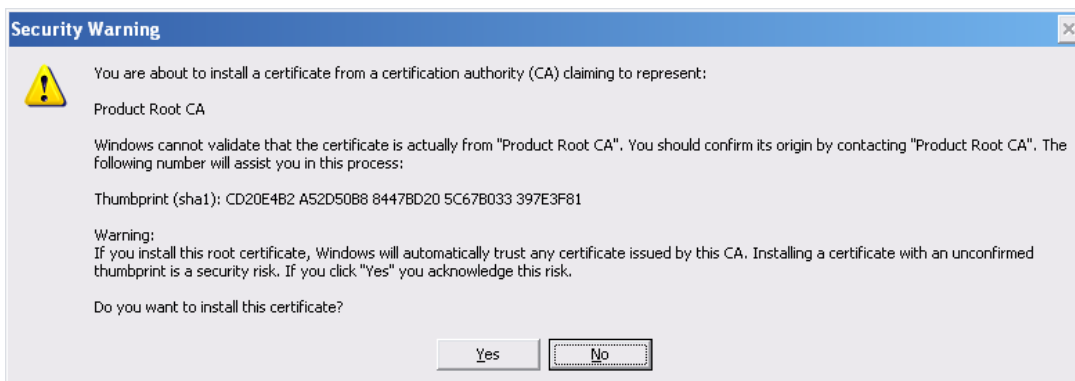 Security Warning
You are about to install a certificate from a certification authority (CA) claiming to represent:
Product Root CA
Windows cannot validate that the certificate is actually from "Product Root CA". You should confirm its origin by contacting "Product Root CA". The
following number will assist you in this process:
Thumbprint (sha1): CD20E4B2 A52D50B8 8447BD20 5C67B033 397E3F81
Warning:
If you install this root certificate, Windows will automatically trust any certificate issued by this CA. Installing a certificate with an unconfirmed
thumbprint is a security risk. If you click "Yes" you acknowledge this risk.
Do you want to install this certificate?
Yes No